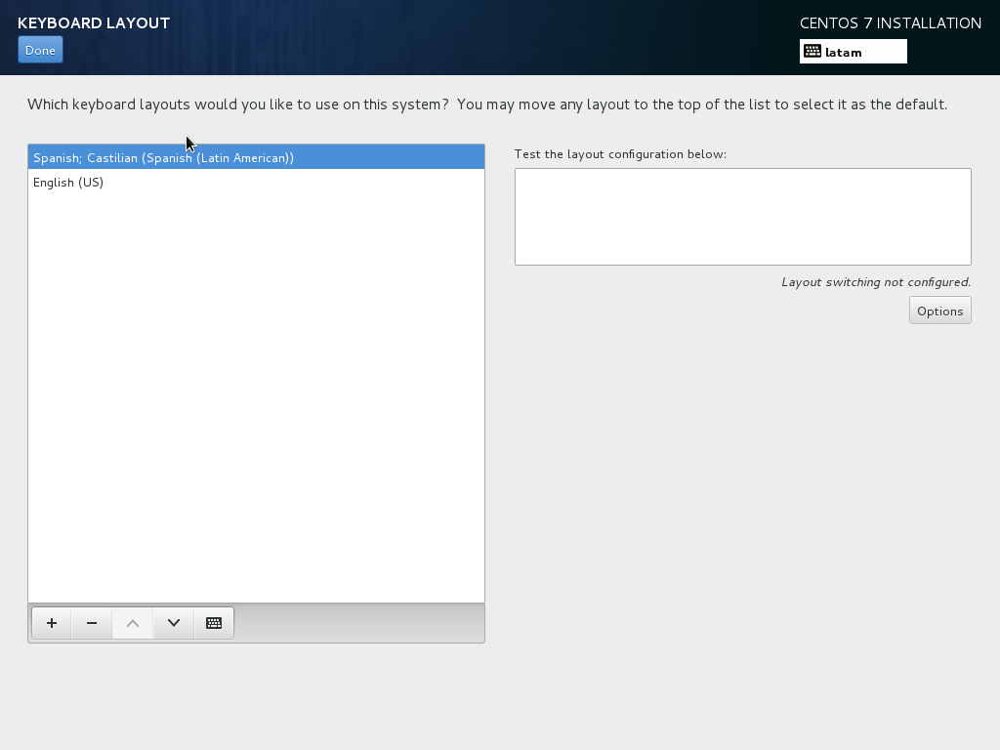 KEYBOARD LAYOUT
CENTOS 7 INSTALLATION
Done
latam
Which keyboard layouts would you like to use on this system?  You may move any layout to the top of the list to select it as the default.
Spanish; Castilian (Spanish (Latin American))
English (US)
Test the layout configuration below:
Layout switching not configured.
Options